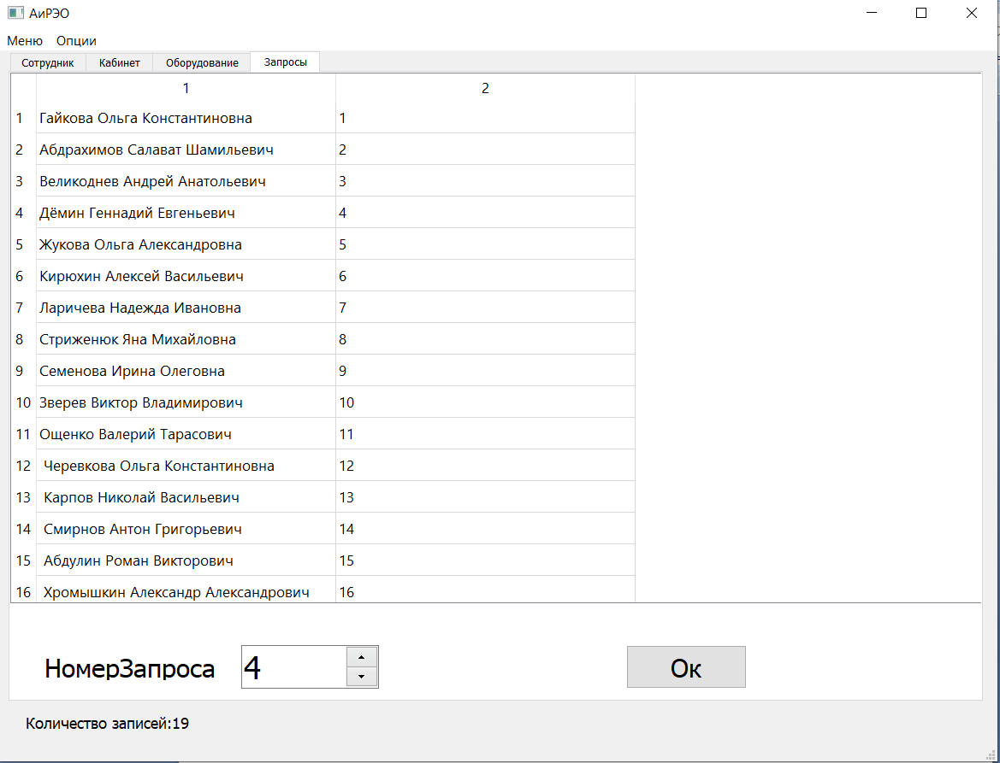 АиРЭО
Меню Опции
Сотрудник Кабинет Оборудование Запросы
1 2
1 Гайкова Ольга Константиновна 1
2 Абдрахимов Салават Шамильевич 2
3 Великоднев Андрей Анатольевич 3
4 Дёмин Геннадий Евгеньевич 4
5 Жукова Ольга Александровна 5
6 Кирюхин Алексей Васильевич 6
7 Ларичева Надежда Ивановна 7
8 Стриженюк Яна Михайловна 8
9 Семенова Ирина Олеговна 9
10 Зверев Виктор Владимирович 10
11 Ощенко Валерий Тарасович 11
12 Черевкова Ольга Константиновна 12
13 Карпов Николай Васильевич 13
14 Смирнов Антон Григорьевич 14
15 Абдулин Роман Викторович 15
16 Хромышкин Александр Александрович 16
НомерЗапроса 4 Ок
Количество записей:19